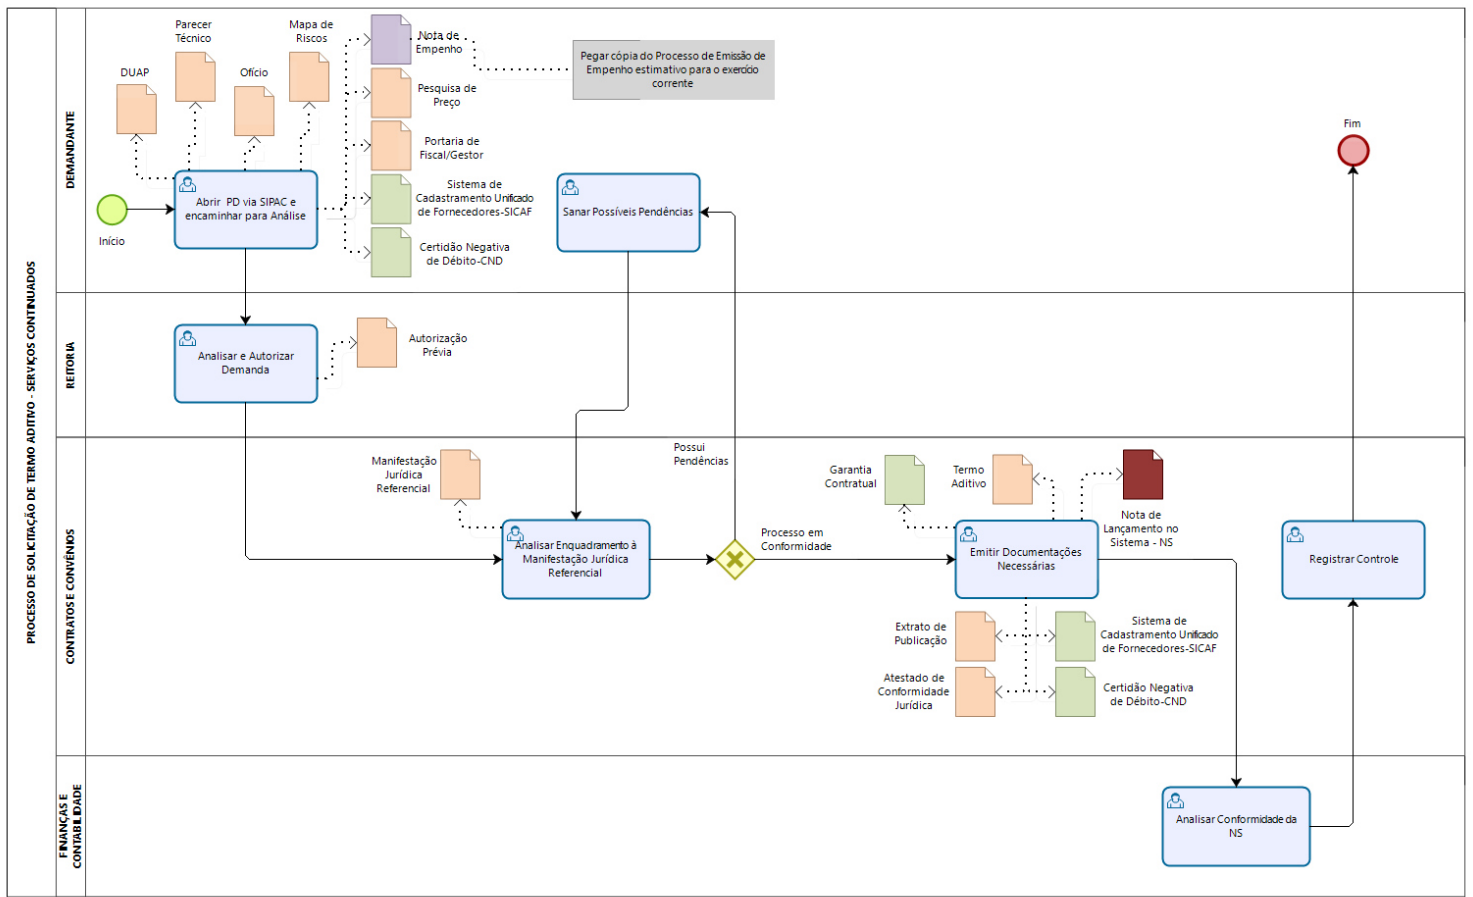 PROCESSO DE SOLICITAÇÃO DE TERMO ADITIVO - SERVIÇOS CONTINUADOS
DEMANDANTE
Parecer
Técnico
Mapa de
Riscos
DUAP
Ofício
Nota de
Empenho
Pegar cópia do Processo de Emissão de
Empenho estimativo para o exercício
corrente
Pesquisa de
Preço
Portaria de
Fiscal/Gestor
Sistema de
Cadastramento Unificado
de Fornecedores-SICAF
Certidão Negativa
de Débito-CND
Início
Abrir PD via SIPAC e
encaminhar para Análise
Sanar Possíveis Pendências
Fim
REITORIA
Analisar e Autorizar
Demanda
Autorização
Prévia
CONTRATOS E CONVÊNIOS
Manifestação
Jurídica
Referencial
Analisar Enquadramento à
Manifestação Jurídica
Referencial
Possui
Pendências
Processo em
Conformidade
Garantia
Contratual
Termo
Aditivo
Nota de
Lançamento no
Sistema - NS
Emitir Documentações
Necessárias
Extrato de
Publicação
Sistema de
Cadastramento Unificado
de Fornecedores-SICAF
Atestado de
Conformidade
Jurídica
Certidão Negativa
de Débito-CND
Registrar Controle
FINANÇAS E
CONTABILIDADE
Analisar Conformidade da
NS